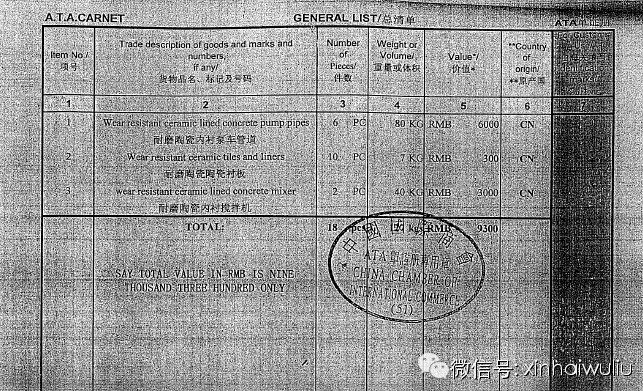 A.T.A.CARNET GENERAL LIST/总清单 ATA
Item No./ Trade description of goods and marks and Number Weight or Value*/ **Country
项号 numbers, of Volume/ 价值* of
if any/ Pieces/ 重量或体积 origin/
货物品名、标记及号码 件数 **原产国
1 2 3 4 5 6
1 Wear resistant ceramic lined concrete pump pipes 6 PC 80 KG RMB 6000 CN
耐磨陶瓷内衬泵车管道
2 Wear resistant ceramic tiles and liners 10 PC 7 KG RMB 300 CN
耐磨陶瓷陶瓷衬板
3 wear resistant ceramic lined concrete mixer 2 PC 40 KG RMB 3000 CN
耐磨陶瓷内衬搅拌机
TOTAL: 18 pcs 127 kg RMB 9300
SAY TOTAL VALUE IN RMB IS NINE
THOUSAND THREE HUNDRED ONLY
ATA
CHINA CHAMBER OF
INTERNATIONAL COMMERCE
(51)
微信号: xinhaiwuliu